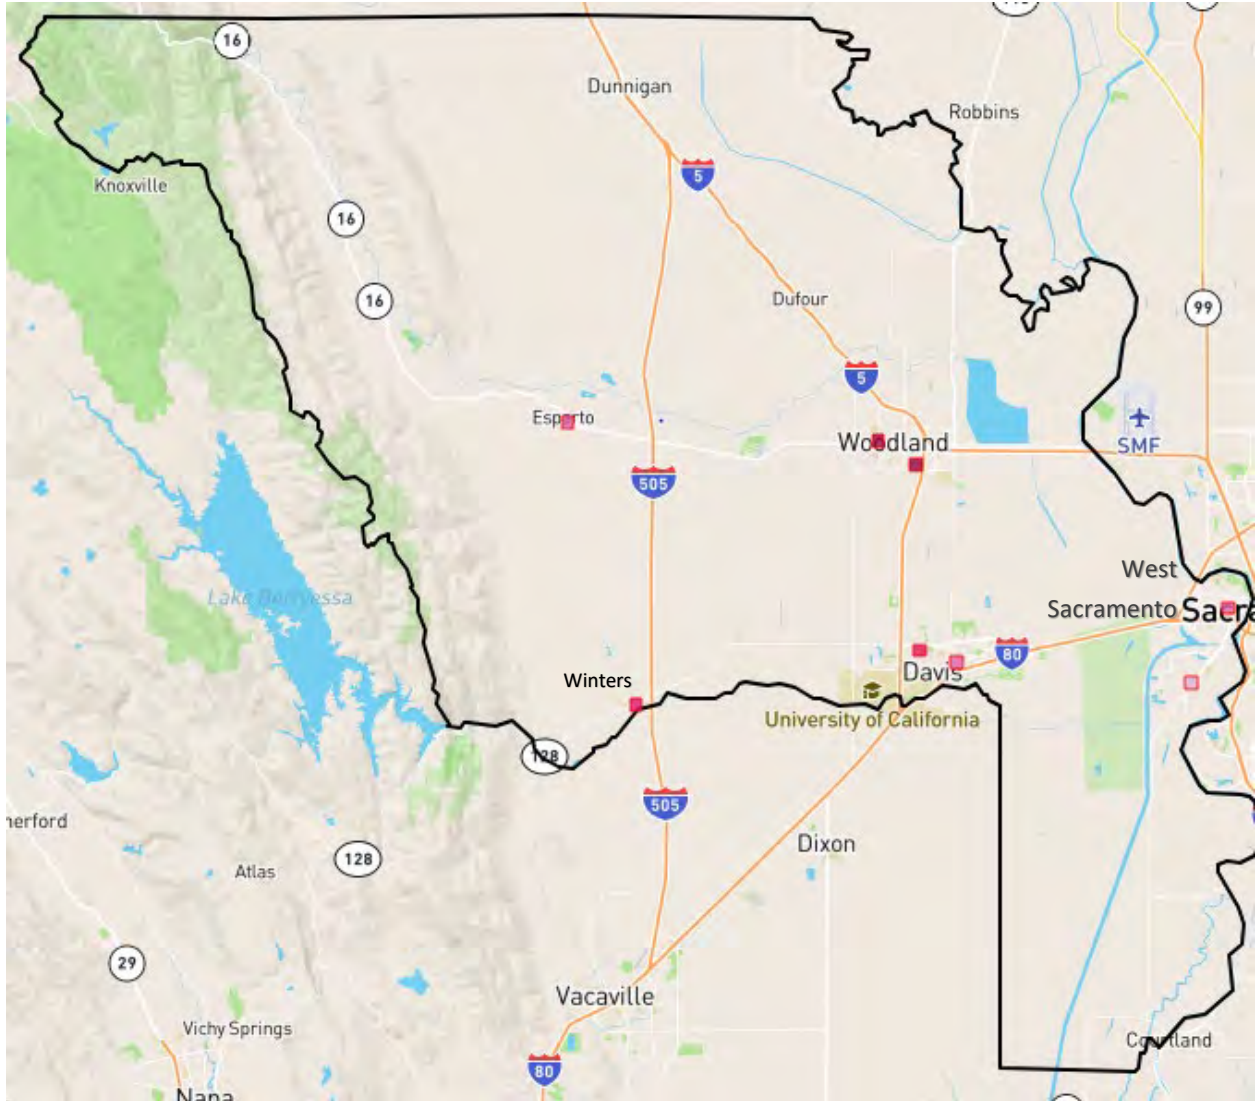 16
Dunnigan
Robbins
5
Knoxville
16
16
Dufour
99
5
Esparto
Woodland
SMF
505
West
Lake Berryessa
Sacramento
Sacra
80
Davis
Winters
University of California
128
505
herford
Dixon
128
Atlas
29
Vacaville
Vichy Springs
Courtland
80
Napa